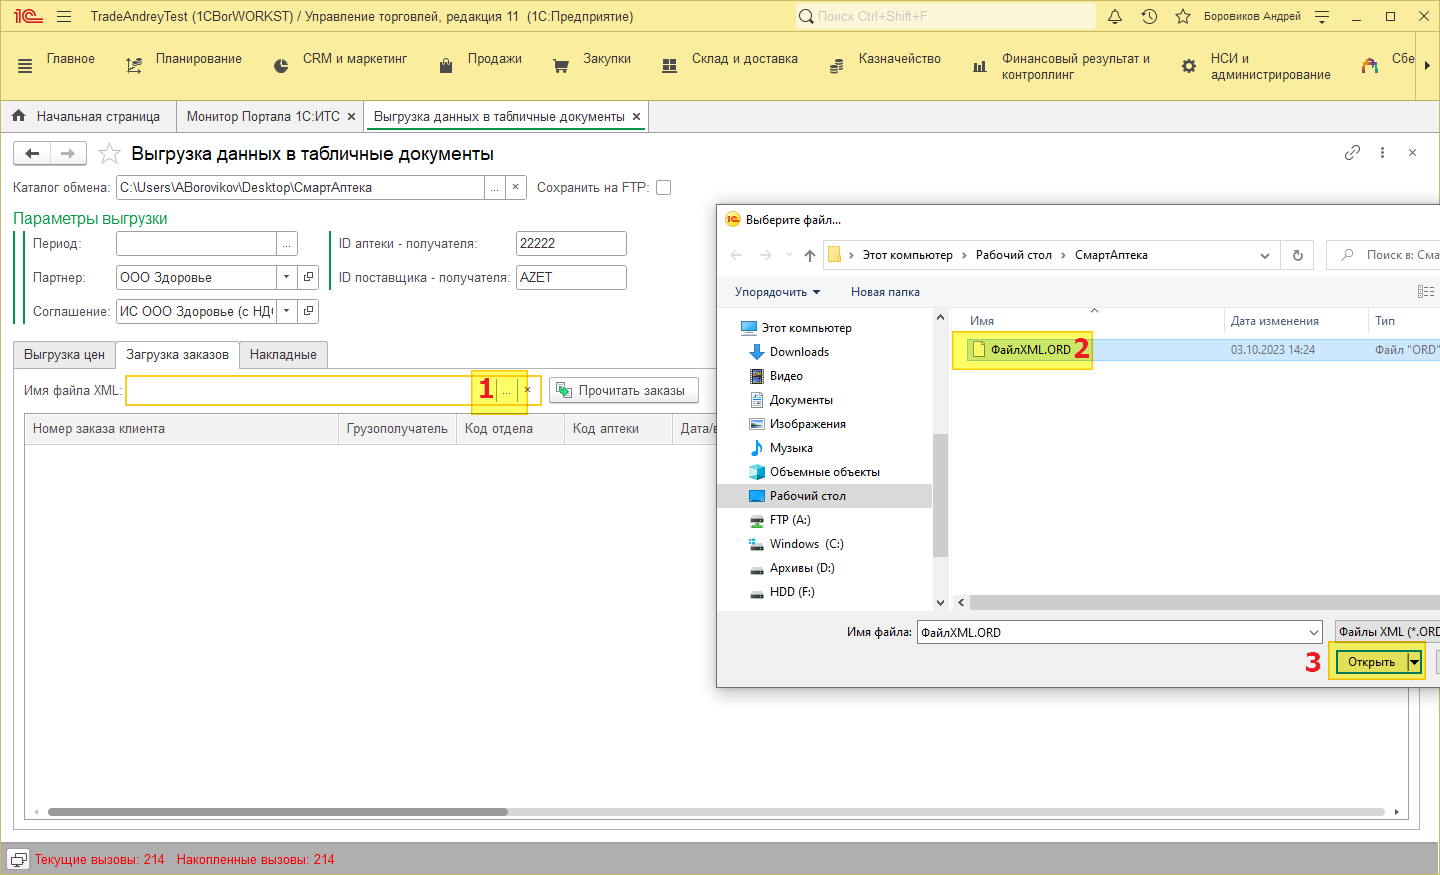 TradeAndreyTest (1CBorWORKST) / Управление торговлей, редакция 11 (1С:Предприятие)
Поиск Ctrl+Shift+F
Боровиков Андрей
Главное
Планирование
CRM и маркетинг
Продажи
Закупки
Склад и доставка
Казначейство
Финансовый результат и
контроллинг
НСИ и
администрирование
Сбе
Начальная страница
Монитор Портала 1С:ИТС ×
Выгрузка данных в табличные документы ×
Выгрузка данных в табличные документы
Каталог обмена: C:\Users\ABorovikov\Desktop\СмартАптека ... ×
Сохранить на FTP:
Параметры выгрузки
Период: ...
ID аптеки - получателя: 22222
Партнер: ООО Здоровье
ID поставщика - получателя: AZET
Соглашение: ИС ООО Здоровье (с НДС
Выгрузка цен
Загрузка заказов
Накладные
Имя файла XML: 1 ... ×
Прочитать заказы
Номер заказа клиента
Грузополучатель
Код отдела
Код аптеки
Дата/в
Выберите файл...
Этот компьютер › Рабочий стол › СмартАптека
Поиск в: Сма
Упорядочить
Новая папка
Этот компьютер
Downloads
Видео
Документы
Изображения
Музыка
Объемные объекты
Рабочий стол
FTP (A:)
Windows (C:)
Архивы (D:)
HDD (F:)
Имя
Дата изменения
Тип
ФайлXML.ORD 2
03.10.2023 14:24
Файл "ORD"
Имя файла: ФайлXML.ORD
Файлы XML (*.ORD
3 Открыть
Текущие вызовы: 214 Накопленные вызовы: 214